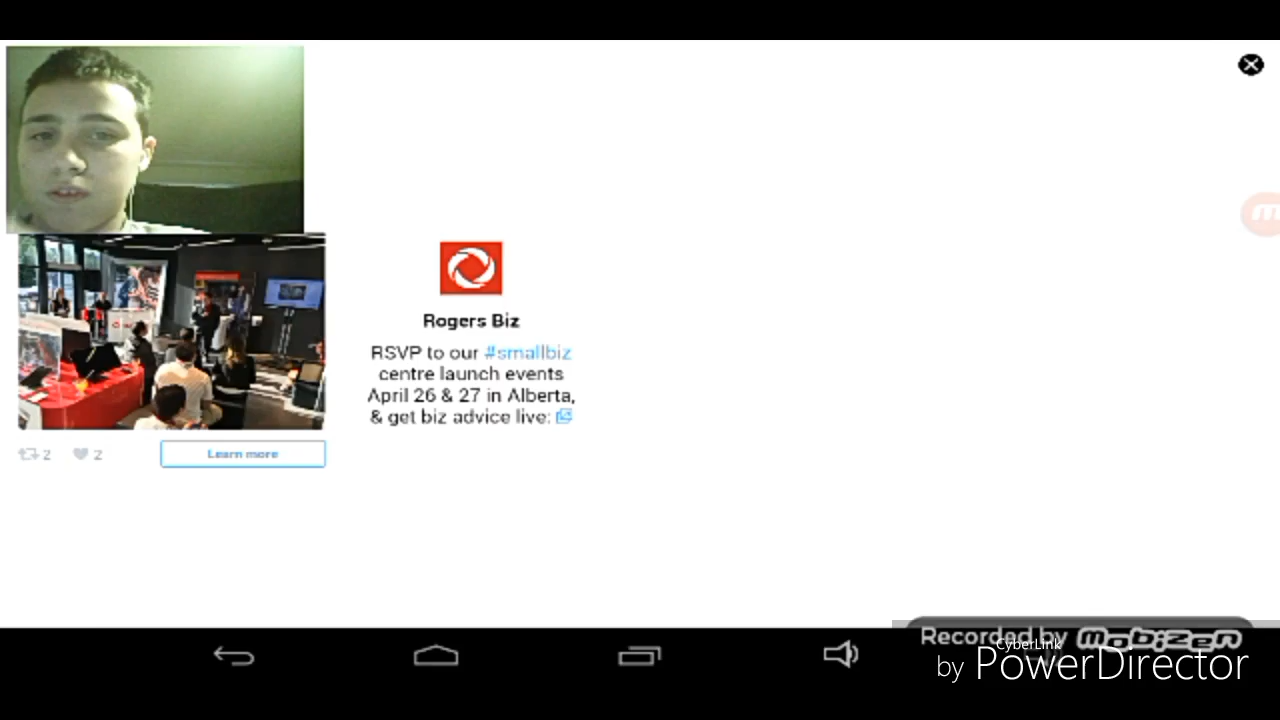 Rogers Biz
RSVP to our #smallbiz
centre launch events
April 26 & 27 in Alberta,
& get biz advice live:
2 2
Learn more
Recorded by mobizen
CyberLink
by PowerDirector